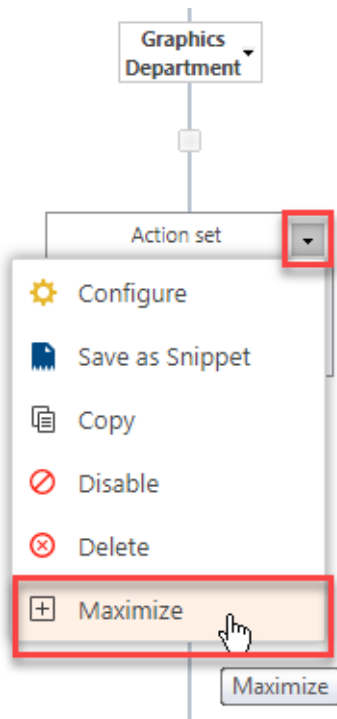 Graphics
Department
Action set
Configure
Save as Snippet
Copy
Disable
Delete
Maximize
Maximize